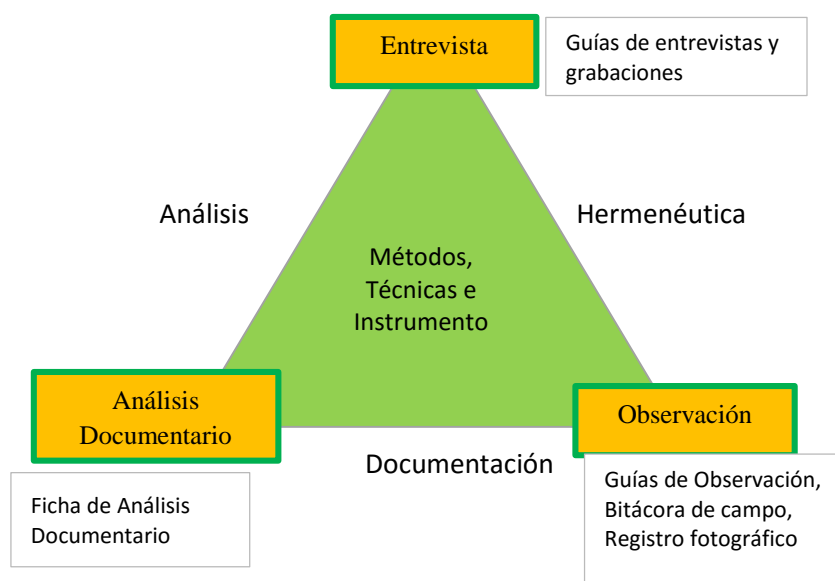 Entrevista
Guías de entrevistas y
grabaciones
Análisis
Hermenéutica
Métodos,
Técnicas e
Instrumento
Análisis
Documentario
Observación
Documentación
Ficha de Análisis
Documentario
Guías de Observación,
Bitácora de campo,
Registro fotográfico